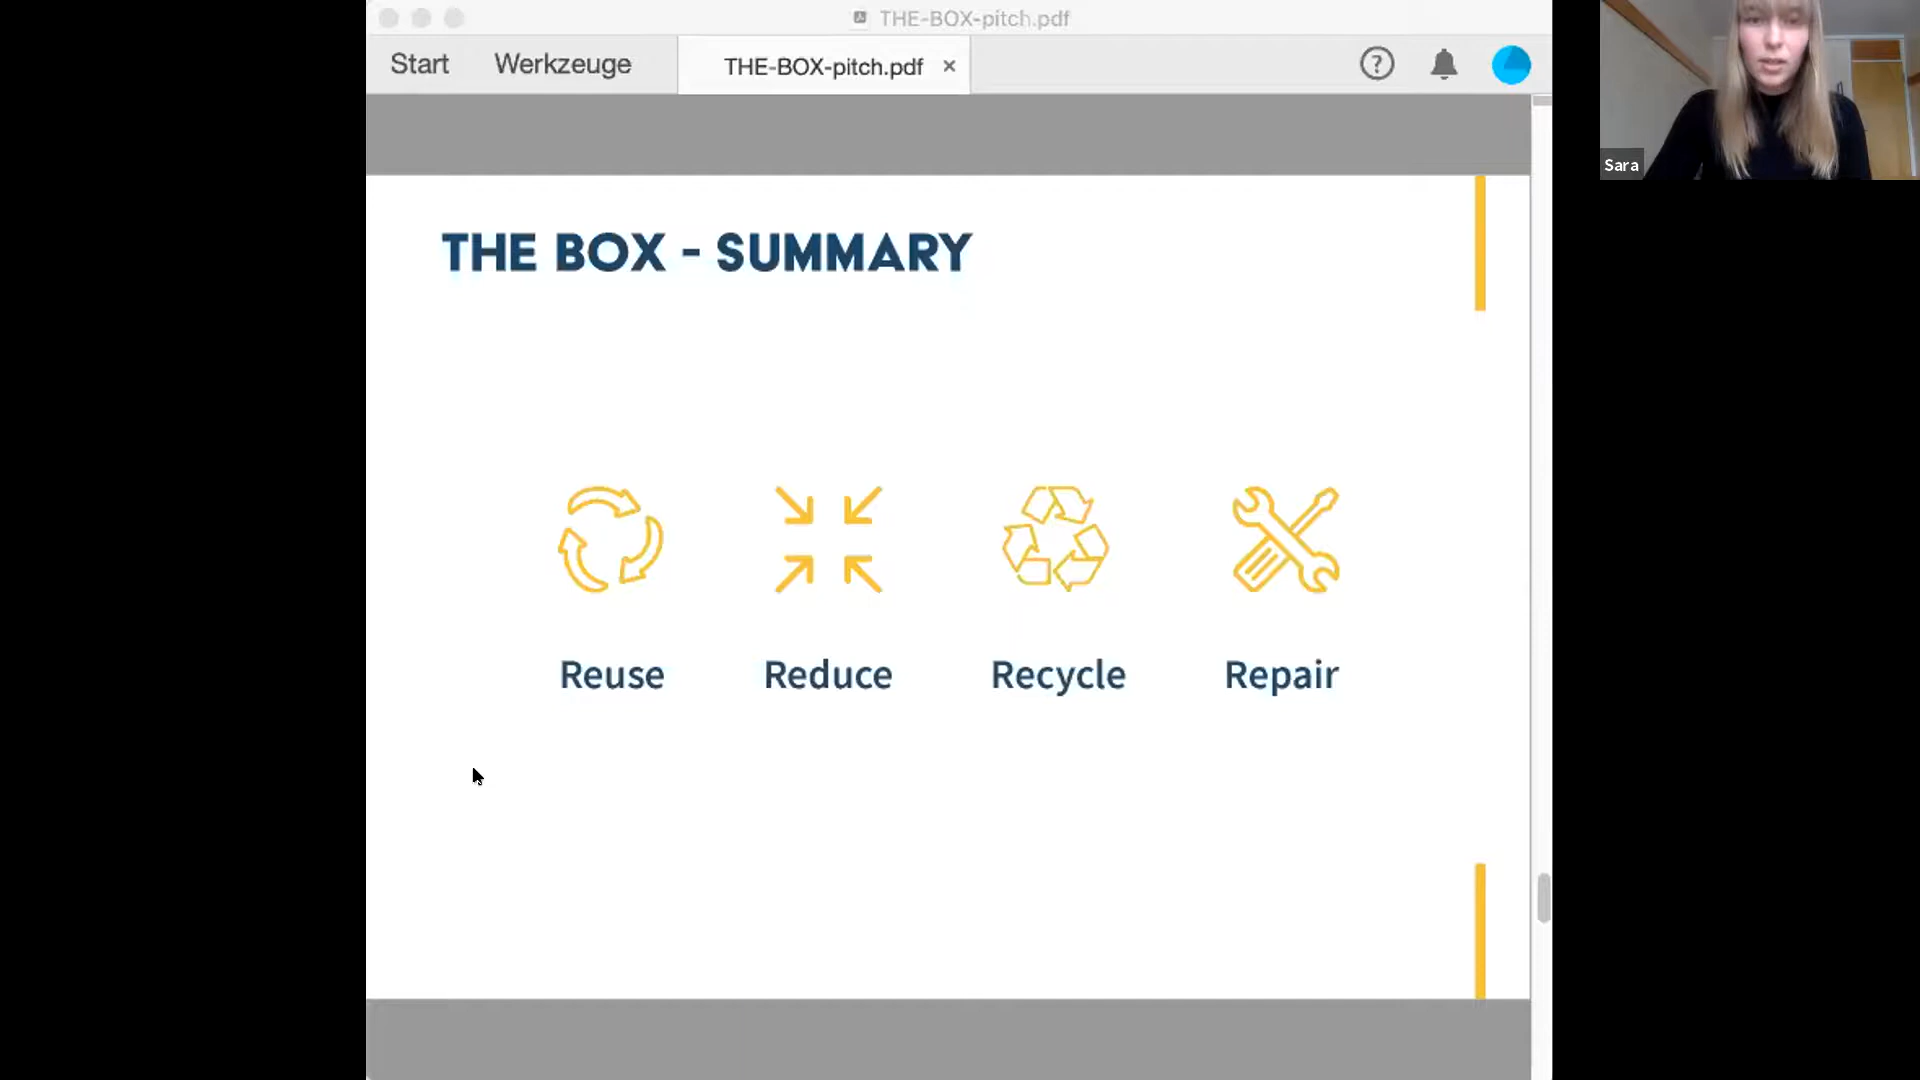 THE-BOX-pitch.pdf
Start Werkzeuge THE-BOX-pitch.pdf
Sara
THE BOX - SUMMARY
Reuse Reduce Recycle Repair